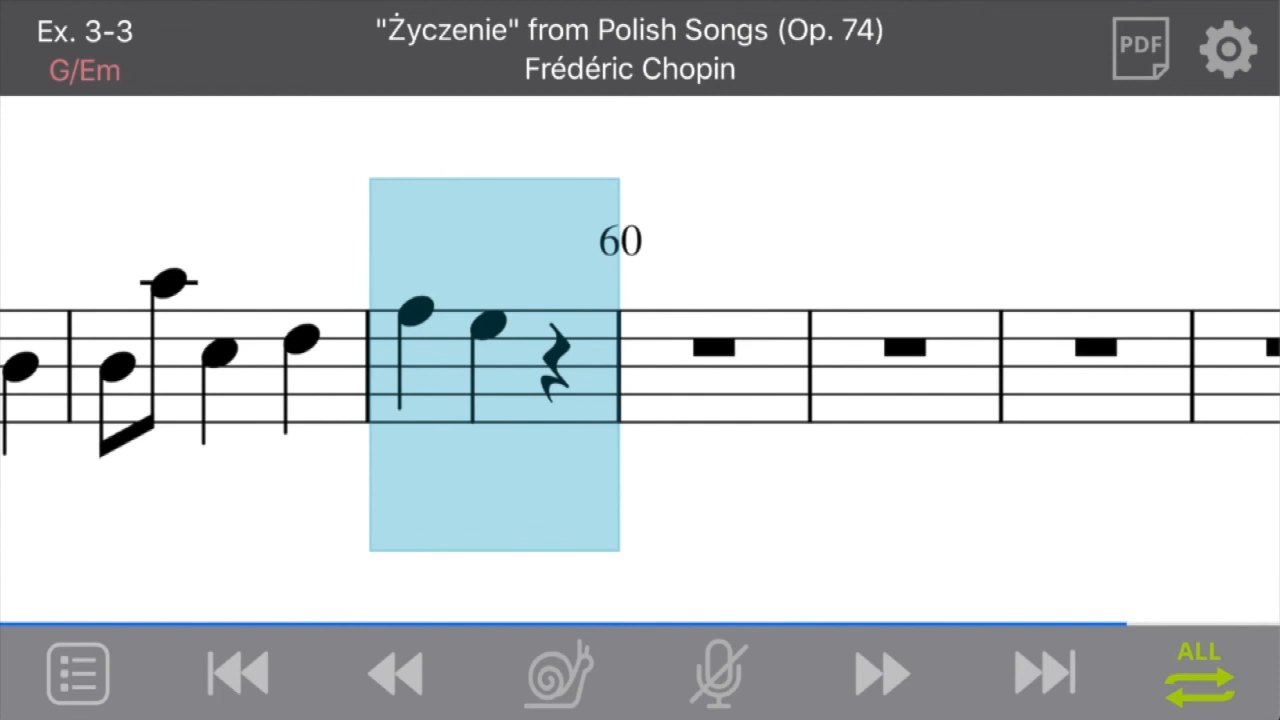 Ex. 3-3
G/Em
"Życzenie" from Polish Songs (Op. 74)
Frédéric Chopin
PDF
60
ALL